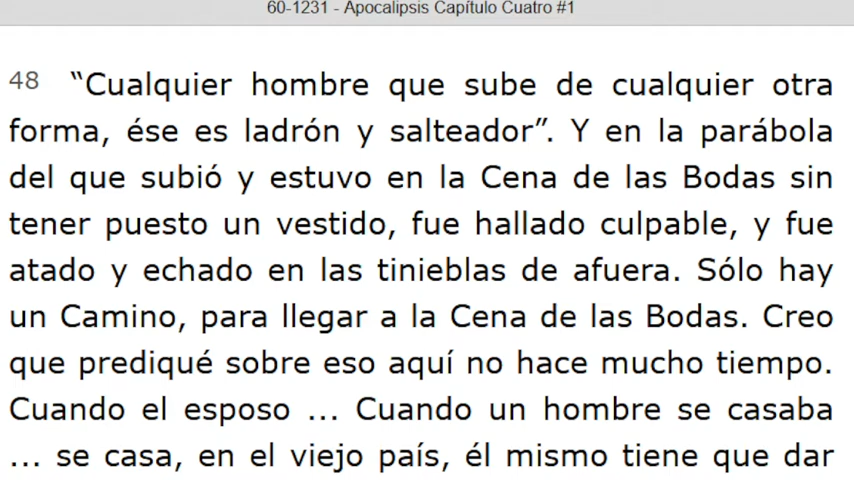 60-1231 - Apocalipsis Capítulo Cuatro #1
48 “Cualquier hombre que sube de cualquier otra
forma, ése es ladrón y salteador”. Y en la parábola
del que subió y estuvo en la Cena de las Bodas sin
tener puesto un vestido, fue hallado culpable, y fue
atado y echado en las tinieblas de afuera. Sólo hay
un Camino, para llegar a la Cena de las Bodas. Creo
que prediqué sobre eso aquí no hace mucho tiempo.
Cuando el esposo ... Cuando un hombre se casaba
... se casa, en el viejo país, él mismo tiene que dar